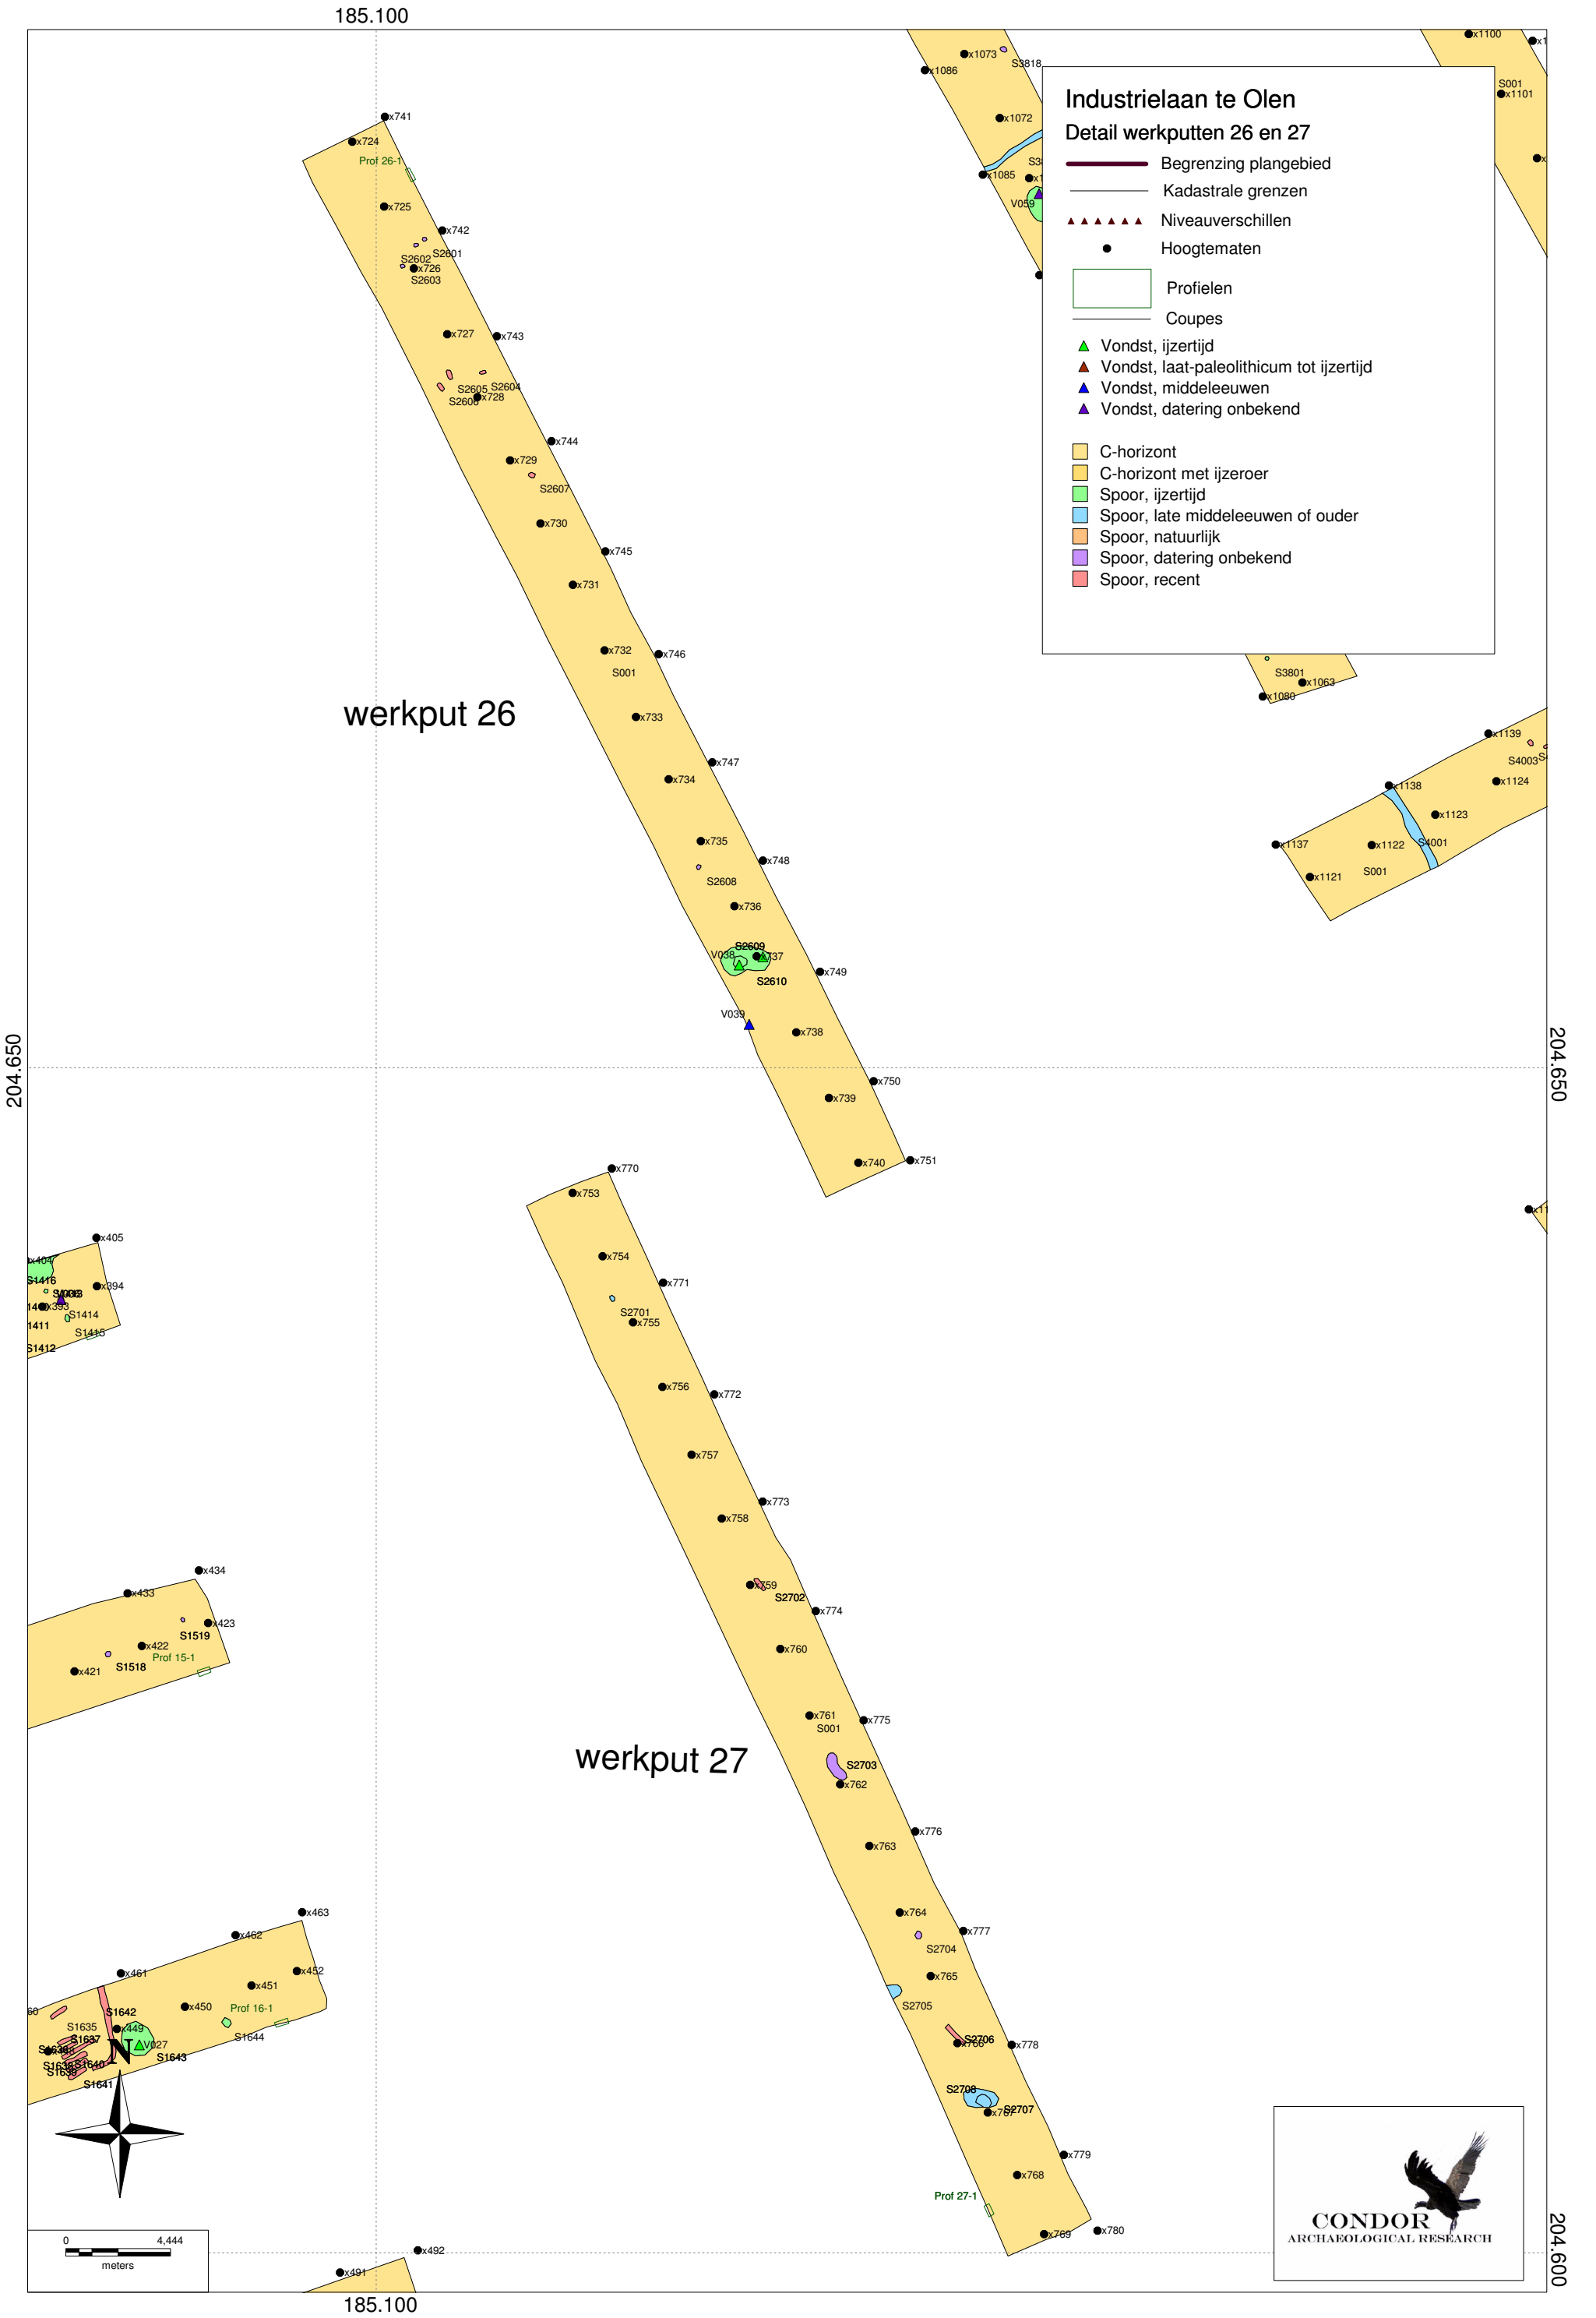 185.100
x1073
S3818
x1086
x1072
x1085
V059
x1100
S001
x1101
Industrielaan te Olen
Detail werkputten 26 en 27
Begrenzing plangebied
Kadastrale grenzen
Niveauverschillen
Hoogtematen
Profielen
Coupes
Vondst, ijzertijd
Vondst, laat-paleolithicum tot ijzertijd
Vondst, middeleeuwen
Vondst, datering onbekend
C-horizont
C-horizont met ijzeroer
Spoor, ijzertijd
Spoor, late middeleeuwen of ouder
Spoor, natuurlijk
Spoor, datering onbekend
Spoor, recent
x741
x724
Prof 26-1
x725
x742
S2601
S2602
x726
S2603
x727
x743
S2605
S2604
S2606
x728
x744
x729
S2607
x730
x745
x731
x732
x746
S001
werkput 26
x733
x747
x734
x735
x748
S2608
x736
S2609
V038
x737
S2610
x749
V039
x738
x750
x739
x740
x751
S3801
x1063
x1080
x1139
S4003
x1124
x1138
x1123
x1137
x1122
S4001
S001
x1121
204.650
204.650
x770
x753
x754
x771
S2701
x755
x756
x772
x757
x773
x758
x759
S2702
x774
x760
x761
x775
S001
werkput 27
S2703
x762
x776
x763
x764
x777
S2704
x765
S2705
S2706
x766
x778
S2708
S2707
x767
x779
x768
Prof 27-1
x769
x780
x405
x404
S1416
x394
x393
S1414
1411
S1415
S1412
x434
x433
x423
S1519
x422
Prof 15-1
S1518
x421
x463
x462
x461
x452
x451
x450
Prof 16-1
S1642
S1635
x449
S1644
S1637
V027
S1643
S1640
S1639
S1641
N
0 4,444
meters
x492
x491
185.100
204.600
CONDOR
ARCHAEOLOGICAL RESEARCH